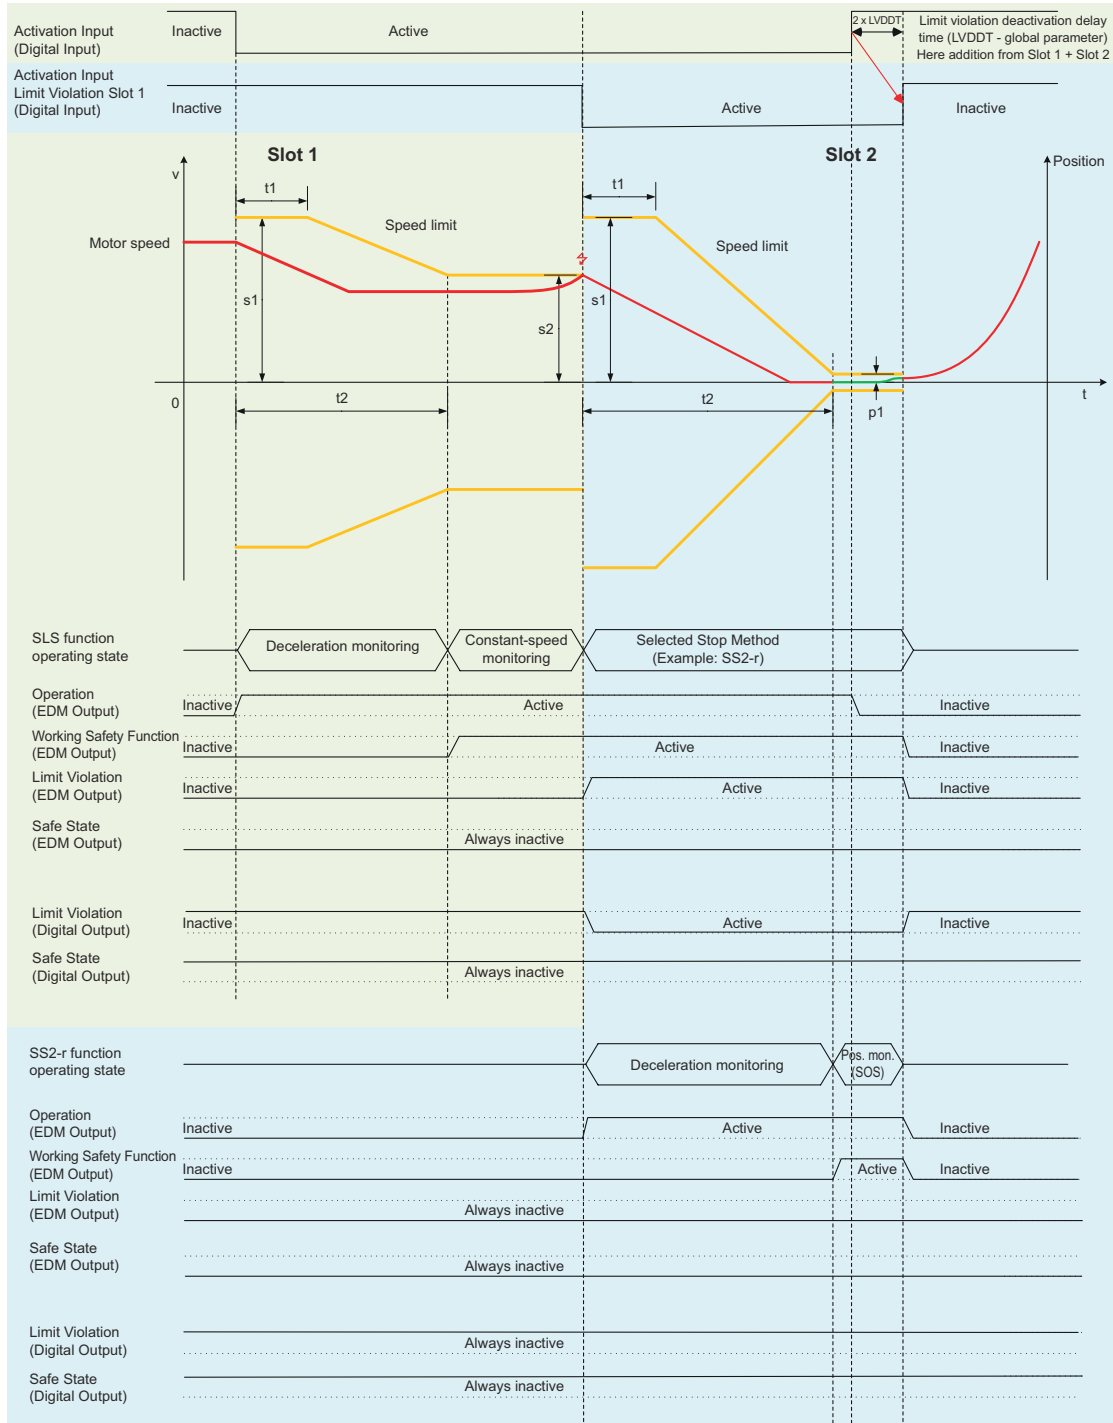 Activation Input
(Digital Input)
Inactive
Active
2 x LVDDT
Limit violation deactivation delay
time (LVDDT - global parameter)
Here addition from Slot 1 + Slot 2
Activation Input
Limit Violation Slot 1
(Digital Input)
Inactive
Active
Inactive
Slot 1
Slot 2
v
Position
t1
t1
Speed limit
Speed limit
Motor speed
s1
s2
s1
0
t2
t2
p1
t
SLS function
operating state
Deceleration monitoring
Constant-speed
monitoring
Selected Stop Method
(Example: SS2-r)
Operation
(EDM Output)
Inactive
Active
Inactive
Working Safety Function
(EDM Output)
Inactive
Active
Inactive
Limit Violation
(EDM Output)
Inactive
Active
Inactive
Safe State
(EDM Output)
Always inactive
Limit Violation
(Digital Output)
Inactive
Active
Inactive
Safe State
(Digital Output)
Always inactive
SS2-r function
operating state
Deceleration monitoring
Pos. mon.
(SOS)
Operation
(EDM Output)
Inactive
Active
Inactive
Working Safety Function
(EDM Output)
Inactive
Active
Inactive
Limit Violation
(EDM Output)
Always inactive
Safe State
(EDM Output)
Always inactive
Limit Violation
(Digital Output)
Always inactive
Safe State
(Digital Output)
Always inactive